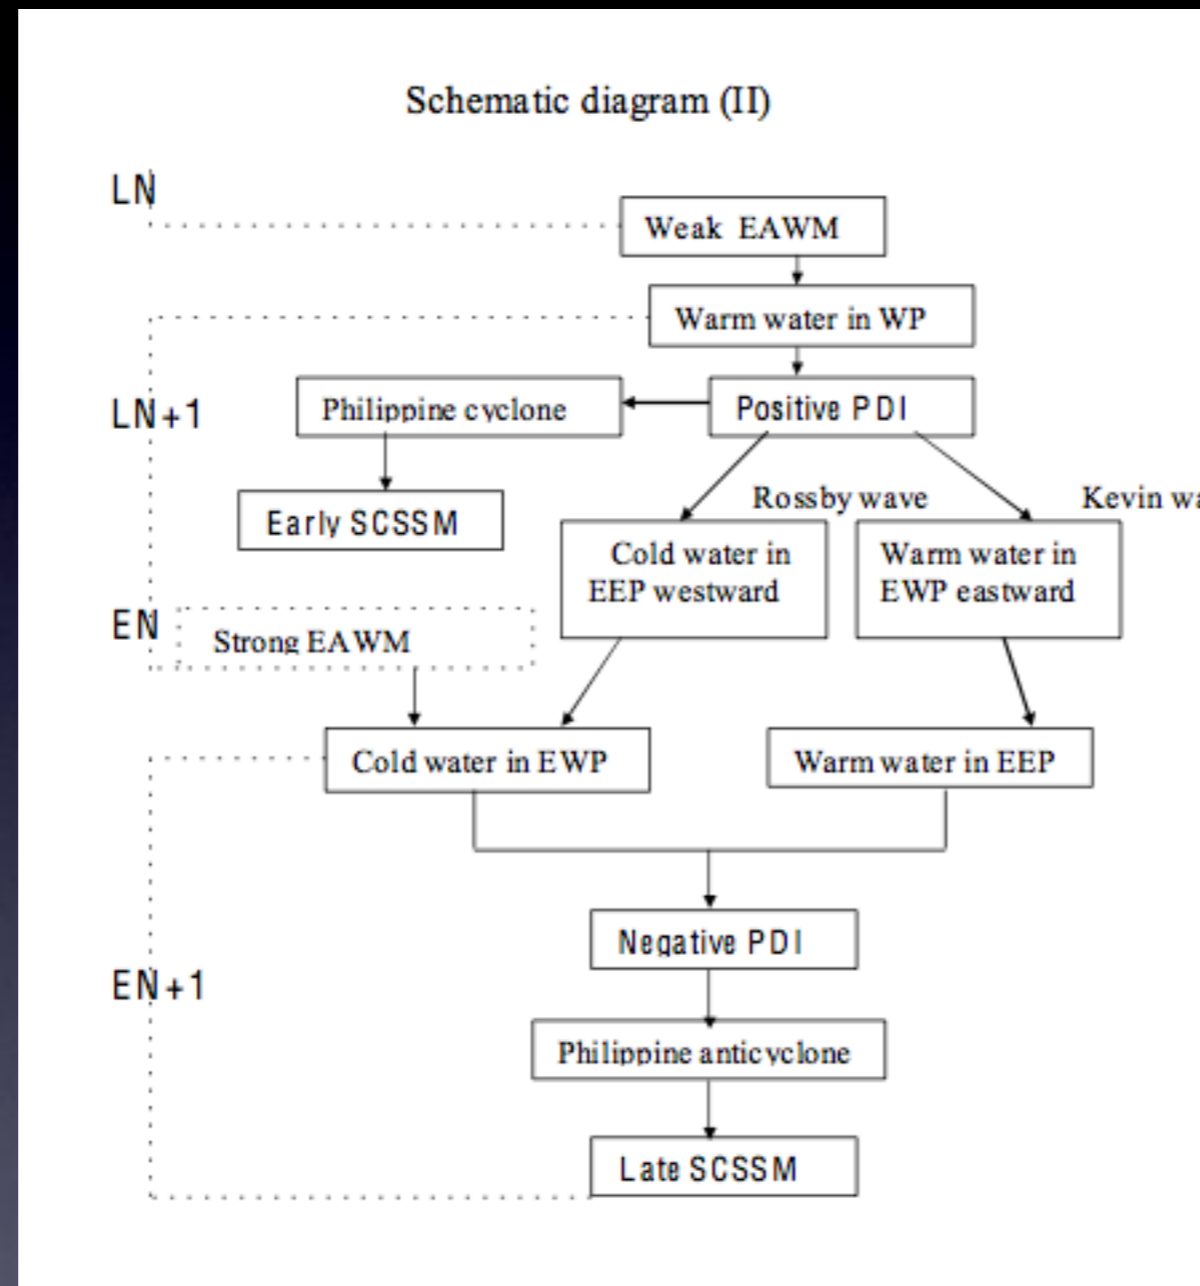 Schematic diagram (II)
LN
Weak EAWM
Warm water in WP
LN+1
Philippine cyclone
Positive PDI
Early SCSSM
Rossby wave
Kevin
Cold water in
EEP westward
Warm water in
EWP eastward
EN
Strong EAWM
Cold water in EWP
Warm water in EEP
Negative PDI
EN+1
Philippine anticyclone
Late SCSSM